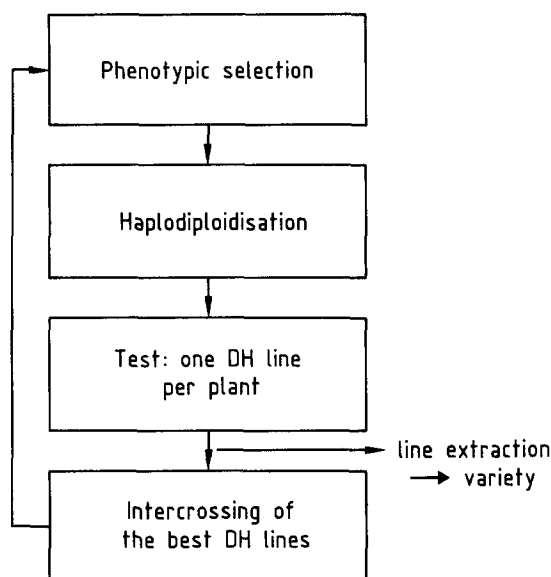 Phenotypic selection
Haplodiploidisation
Test: one DH line
per plant
line extraction
→ variety
Intercrossing of
the best DH lines